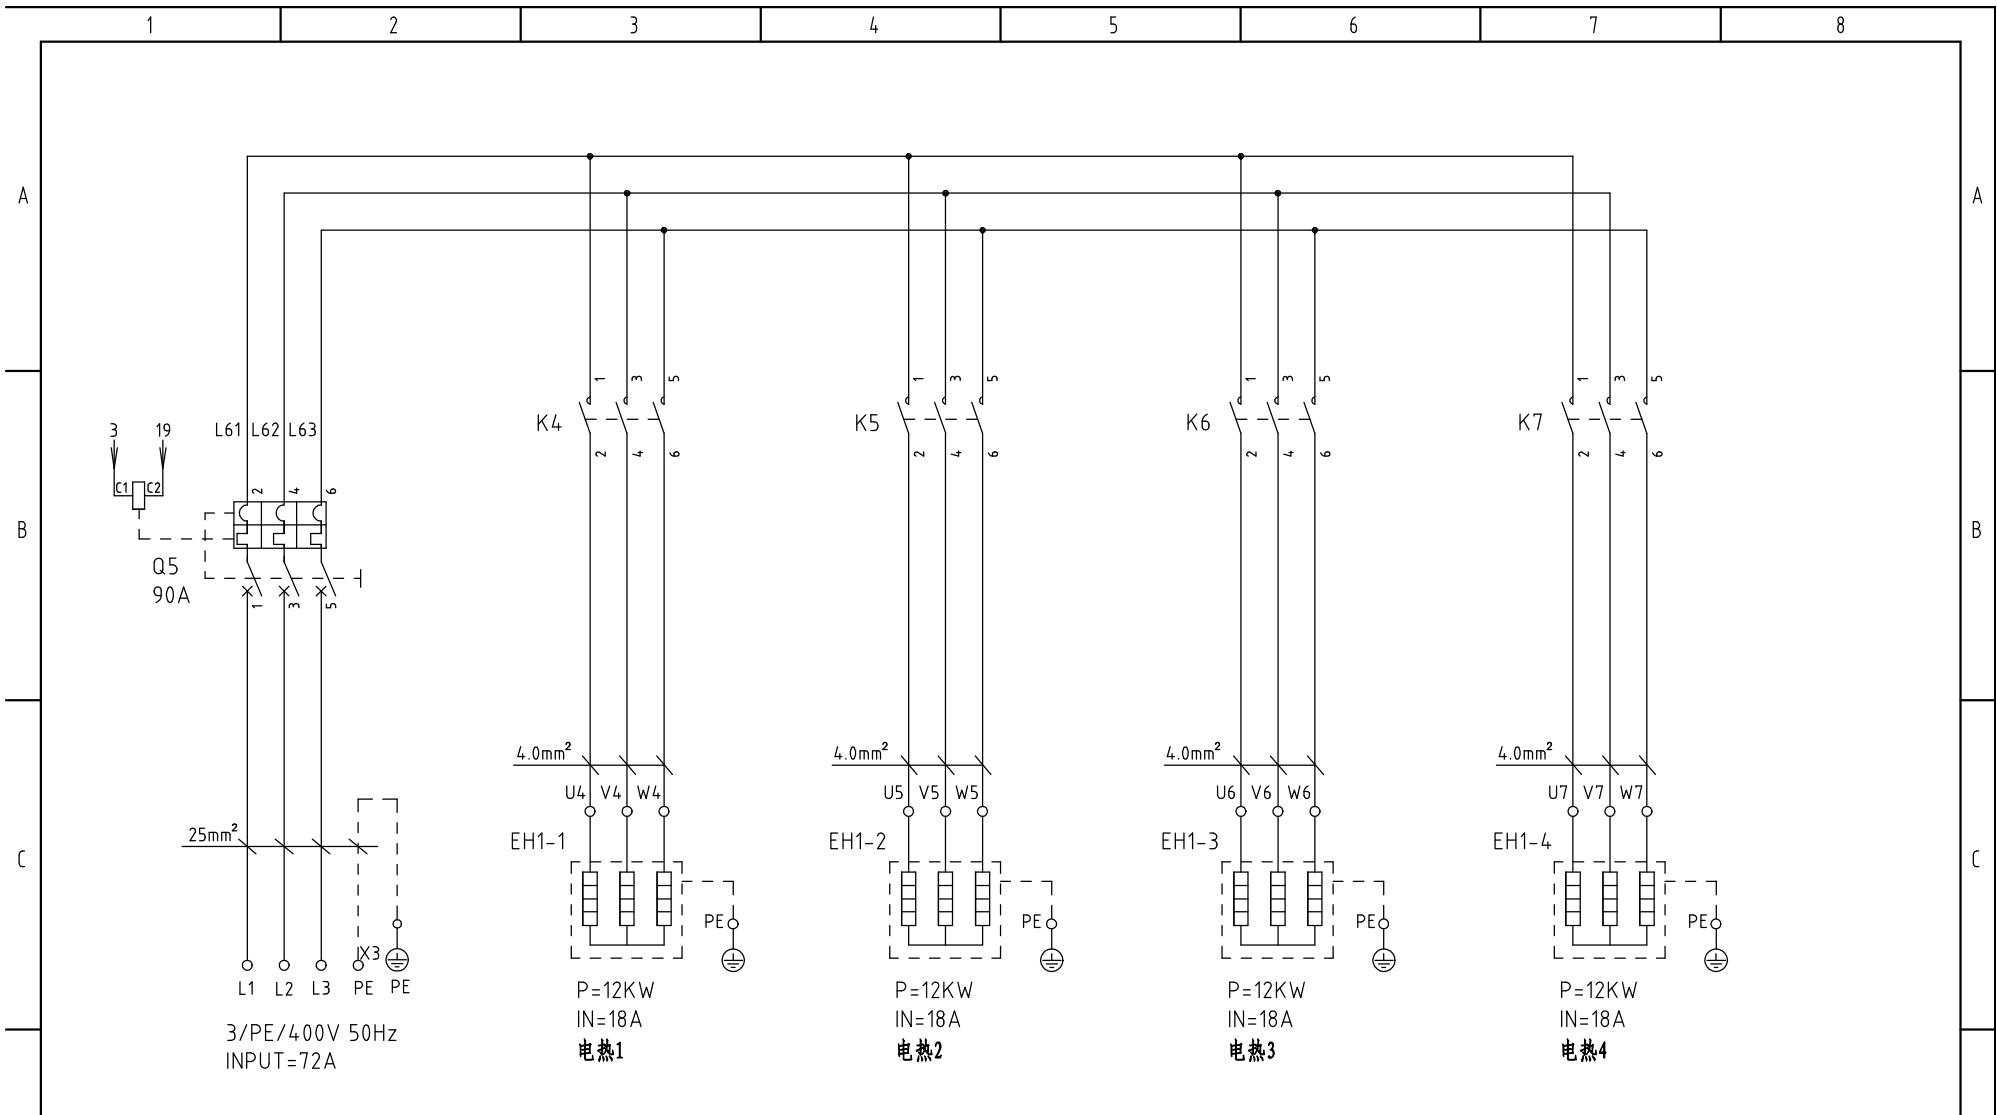 1 2 3 4 5 6 7 8
A A
1 3 5 1 3 5 1 3 5 1 3 5
K4 K5 K6 K7
3 19 L61 L62 L63
2 4 6 2 4 6 2 4 6 2 4 6
C1 C2 2 4 6
B B
Q5
90A
1 3 5
4.0mm² 4.0mm² 4.0mm² 4.0mm²
U4 V4 W4 U5 V5 W5 U6 V6 W6 U7 V7 W7
25mm²
EH1-1 EH1-2 EH1-3 EH1-4
C C
PE PE PE PE
X3
L1 L2 L3 PE PE
P=12KW P=12KW P=12KW P=12KW
IN=18A IN=18A IN=18A IN=18A
3/PE/400V 50Hz
电热1 电热2 电热3 电热4
INPUT=72A